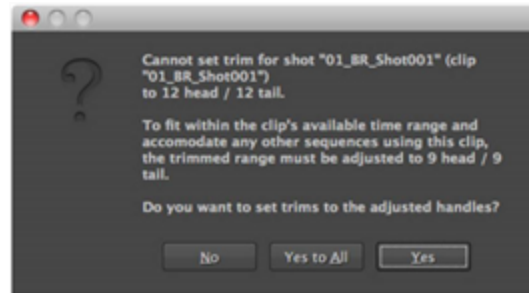 Cannot set trim for shot "01_BR_Shot001" (clip
"01_BR_Shot001")
to 12 head / 12 tail.
To fit within the clip's available time range and
accomodate any other sequences using this clip,
the trimmed range must be adjusted to 9 head / 9
tail.
Do you want to set trims to the adjusted handles?
No Yes to All Yes